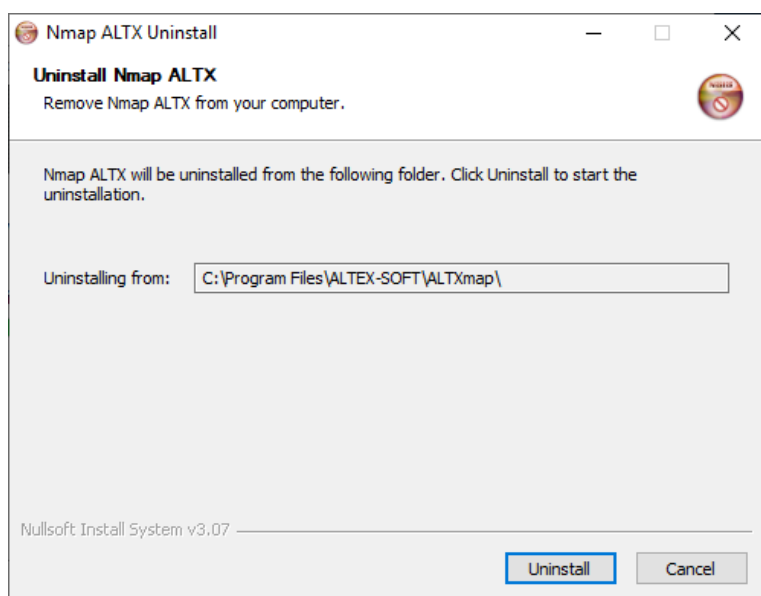 Nmap ALTX Uninstall
Uninstall Nmap ALTX
Remove Nmap ALTX from your computer.
Nmap ALTX will be uninstalled from the following folder. Click Uninstall to start the
uninstallation.
Uninstalling from: C:\Program Files\ALTEX-SOFT\ALTXmap\
Nullsoft Install System v3.07
Uninstall Cancel